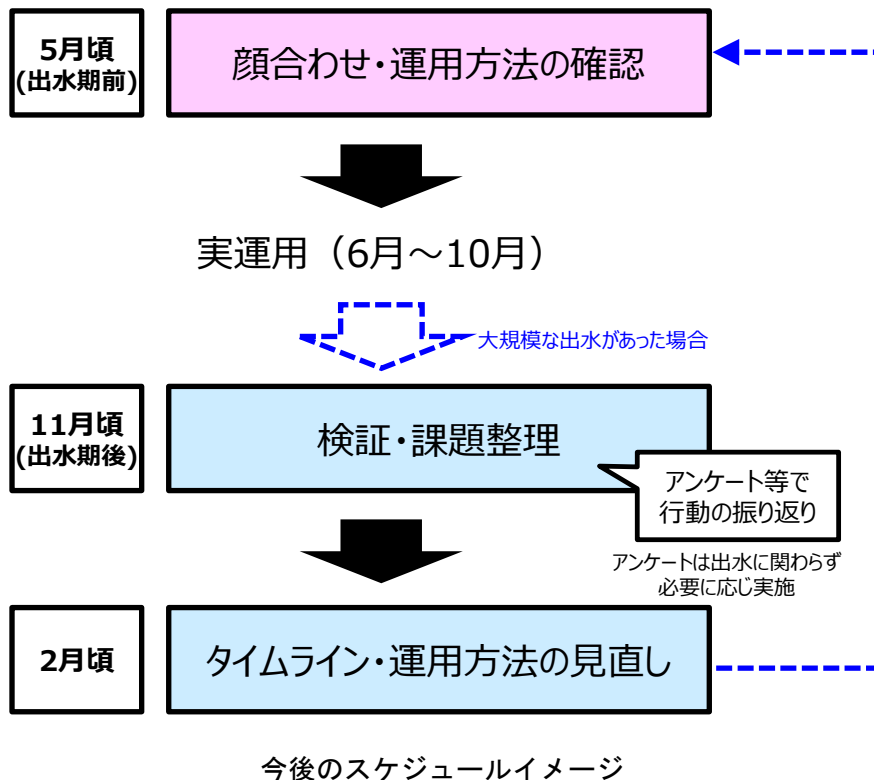 5月頃
(出水期前)
顔合わせ・運用方法の確認
実運用（6月～10月）
大規模な出水があった場合
11月頃
(出水期後)
検証・課題整理
アンケート等で
行動の振り返り
アンケートは出水に関わらず
必要に応じ実施
2月頃
タイムライン・運用方法の見直し
今後のスケジュールイメージ